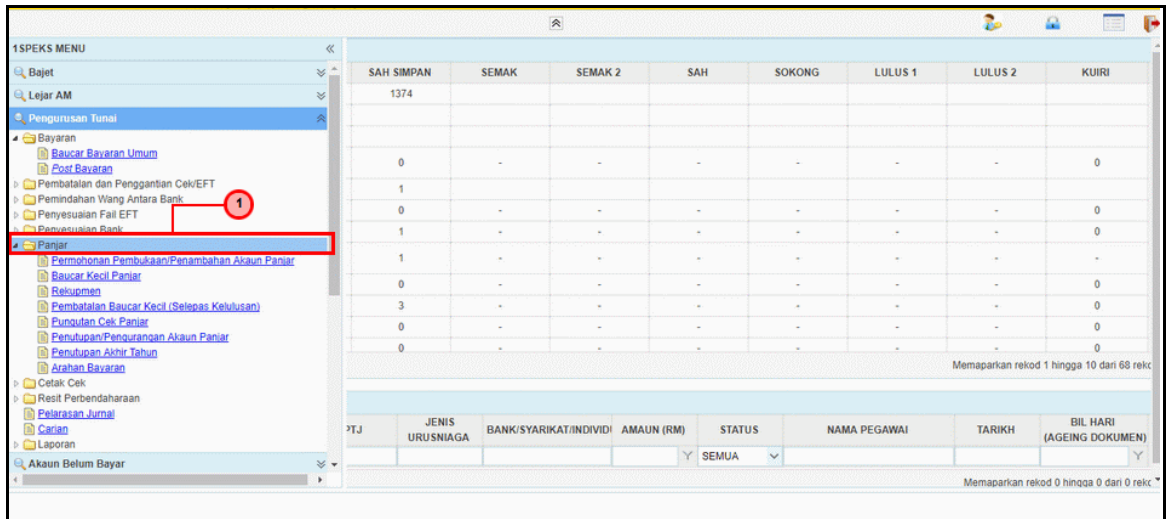 1SPEKS MENU
Bajet
Lejar AM
Pengurusan Tunai
Bayaran
Baucar Bayaran Umum
Post Bayaran
Pembatalan dan Penggantian Cek/EFT
Pemindahan Wang Antara Bank
Penyesuaian Fail EFT
Penyesuaian Bank
1
Panjar
Permohonan Pembukaan/Penambahan Akaun Panjar
Baucar Kecil Panjar
Rekupmen
Pembatalan Baucar Kecil (Selepas Kelulusan)
Pungutan Cek Panjar
Penutupan/Pengurangan Akaun Panjar
Penutupan Akhir Tahun
Arahan Bayaran
Cetak Cek
Resit Perbendaharaan
Pelarasan Jurnal
Carian
Laporan
Akaun Belum Bayar
SAH SIMPAN SEMAK SEMAK 2 SAH SOKONG LULUS 1 LULUS 2 KUIRI
1374
0 - - - - - - 0
1
0 - - - - - - 0
1 - - - - - - 0
1 - - - - - - -
0 - - - - - - 0
3 - - - - - - 0
0 - - - - - - 0
0 - - - - - - 0
Memaparkan rekod 1 hingga 10 dari 68 reko
PTJ JENIS URUSNIAGA BANK/SYARIKAT/INDIVIDU AMAUN (RM) STATUS NAMA PEGAWAI TARIKH BIL HARI (AGEING DOKUMEN)
SEMUA
Memaparkan rekod 0 hingga 0 dari 0 reko